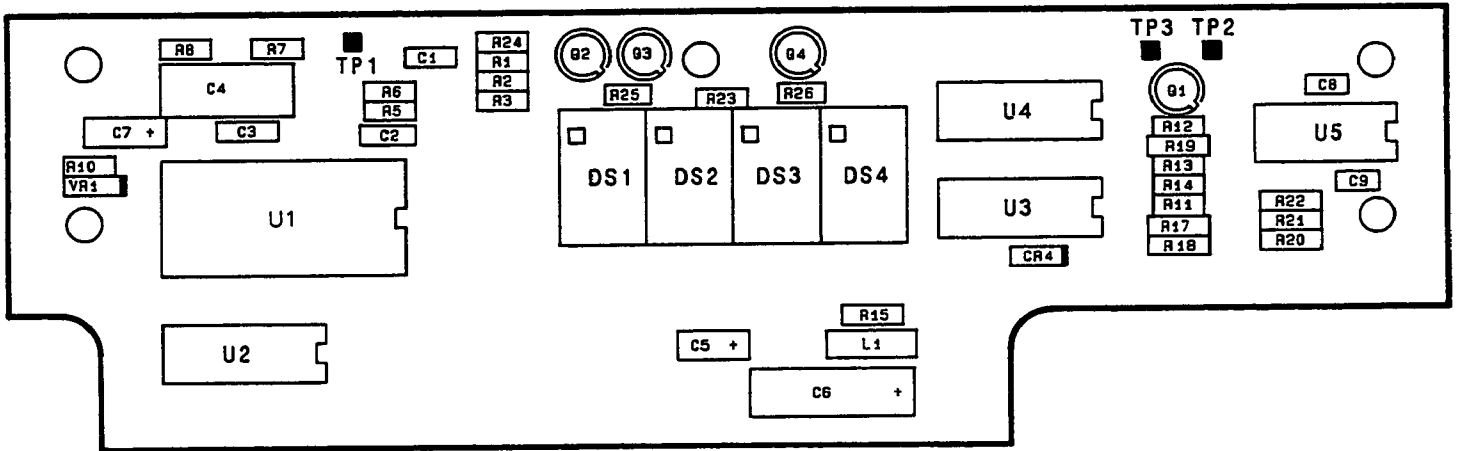 TP3 TP2
R8 R7 TP1 C1 R24 Q2 Q3 Q4
R1
C4 R6 R2 R25 R23 R26 U4 Q1 C8
R5 R3
C7 + C3 C2 R12 U5
R19
R10 DS1 DS2 DS3 DS4 R13
VR1 R14 C9
U1 U3 R11 R22
R17 R21
CR4 R18 R20
R15
U2 C5 + L1
C6 +